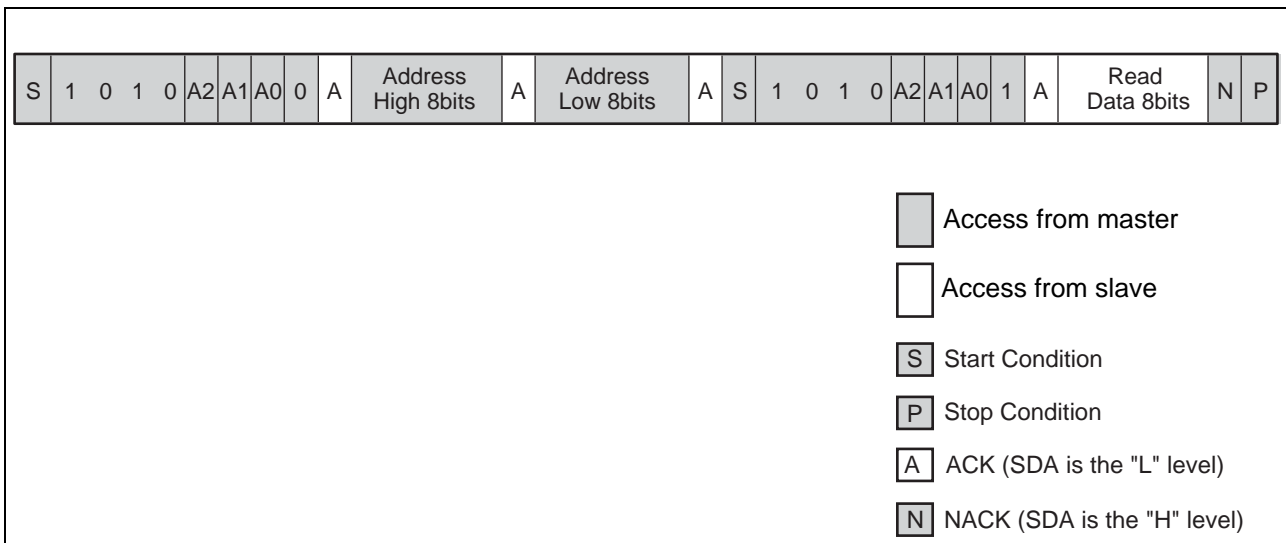 S 1 0 1 0 A2 A1 A0 0 A Address High 8bits A Address Low 8bits A S 1 0 1 0 A2 A1 A0 1 A Read Data 8bits N P
Access from master
Access from slave
S Start Condition
P Stop Condition
A ACK (SDA is the "L" level)
N NACK (SDA is the "H" level)